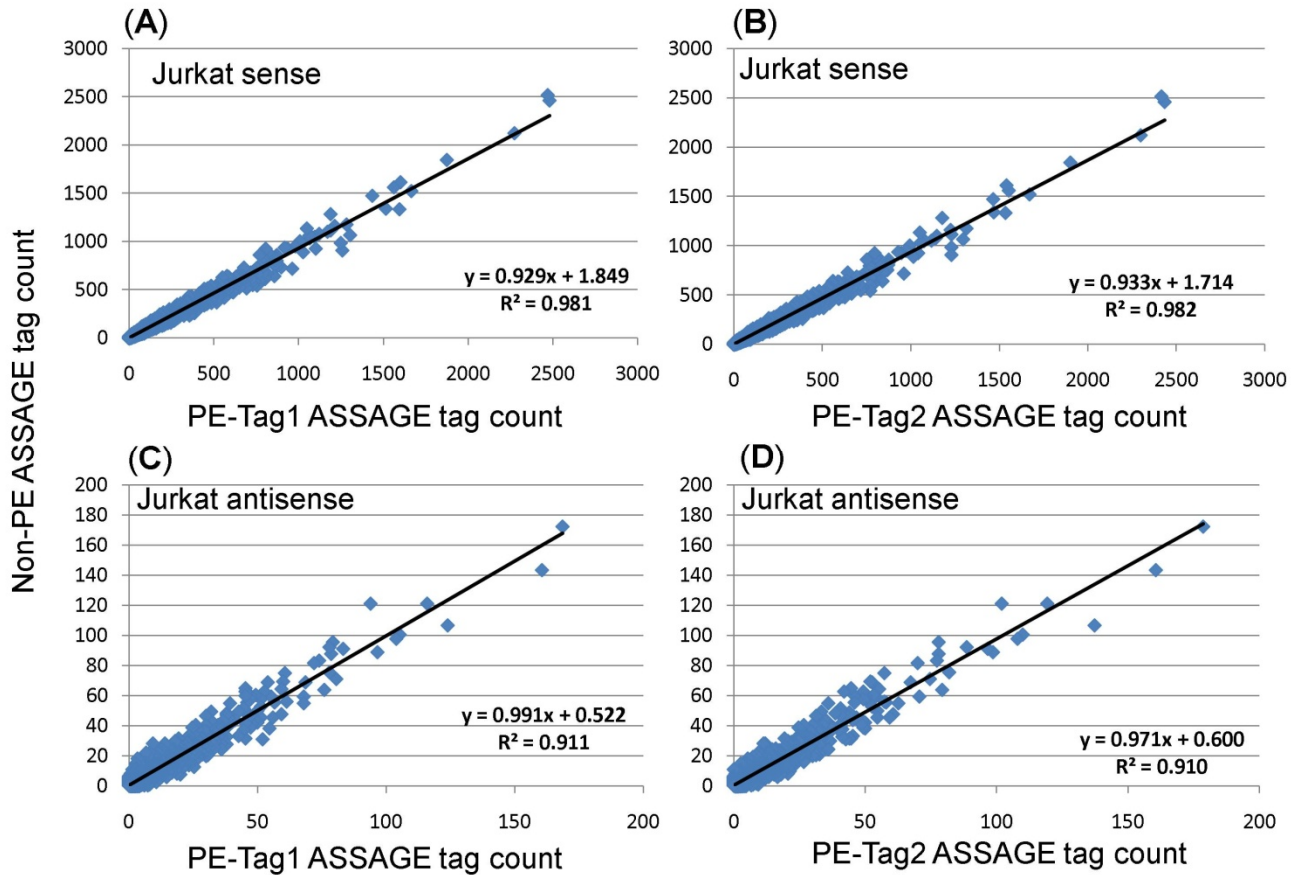 (A)
Jurkat sense
3000
2500
2000
1500
1000
500
0
y = 0.929x + 1.849
R² = 0.981
0 500 1000 1500 2000 2500 3000
PE-Tag1 ASSAGE tag count
(B)
Jurkat sense
3000
2500
2000
1500
1000
500
0
y = 0.933x + 1.714
R² = 0.982
0 500 1000 1500 2000 2500 3000
PE-Tag2 ASSAGE tag count
Non-PE ASSAGE tag count
(C)
Jurkat antisense
200
180
160
140
120
100
80
60
40
20
0
y = 0.991x + 0.522
R² = 0.911
0 50 100 150 200
PE-Tag1 ASSAGE tag count
(D)
Jurkat antisense
200
180
160
140
120
100
80
60
40
20
0
y = 0.971x + 0.600
R² = 0.910
0 50 100 150 200
PE-Tag2 ASSAGE tag count